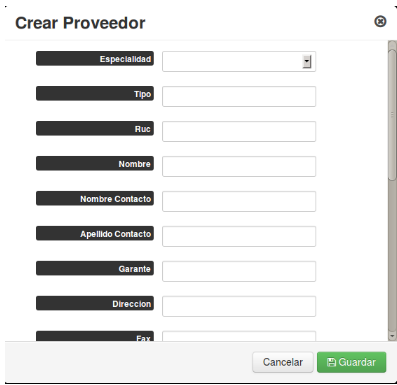 Crear Proveedor
Especialidad
Tipo
Ruc
Nombre
Nombre Contacto
Apellido Contacto
Garante
Direccion
Fax
Cancelar
Guardar